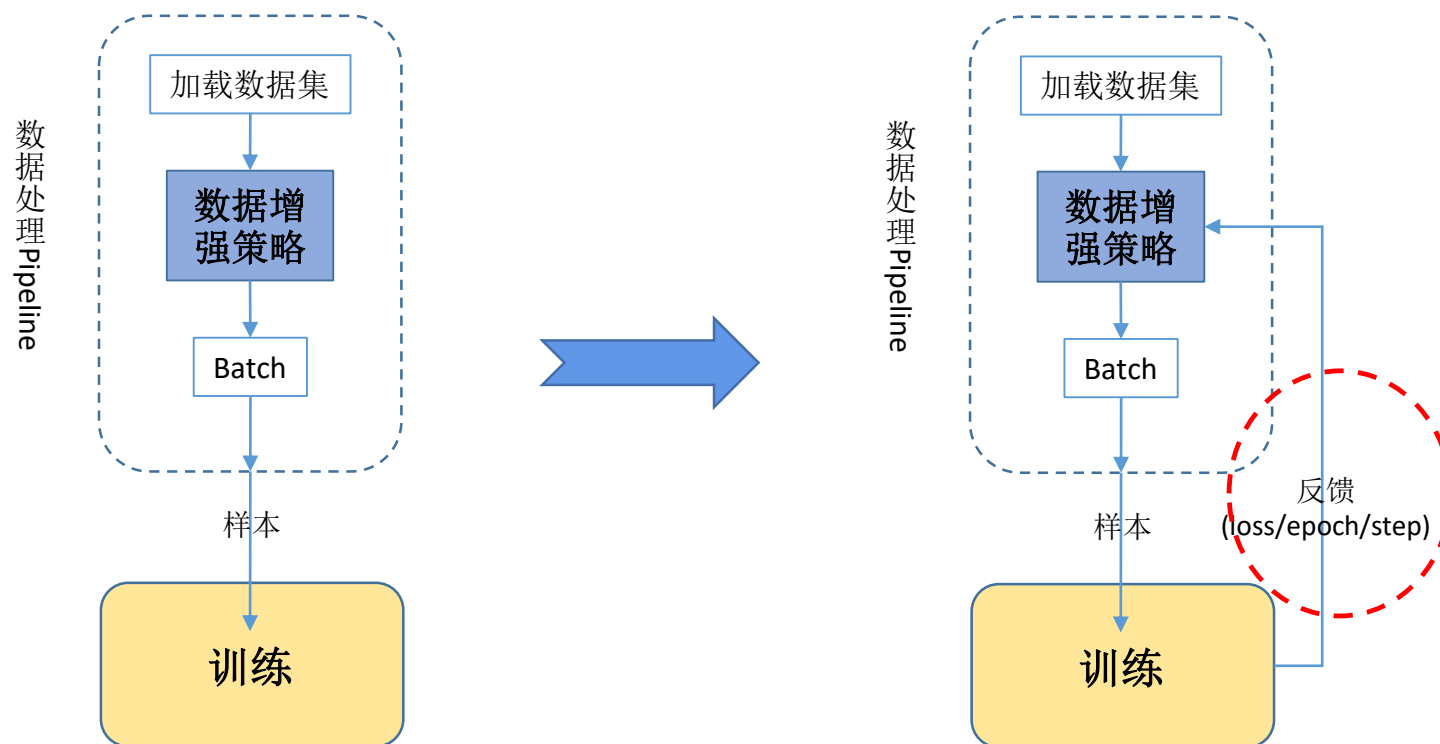 数据处理Pipeline
加载数据集
数据增
强策略
Batch
样本
训练
数据处理Pipeline
加载数据集
数据增
强策略
Batch
样本
反馈
(loss/epoch/step)
训练